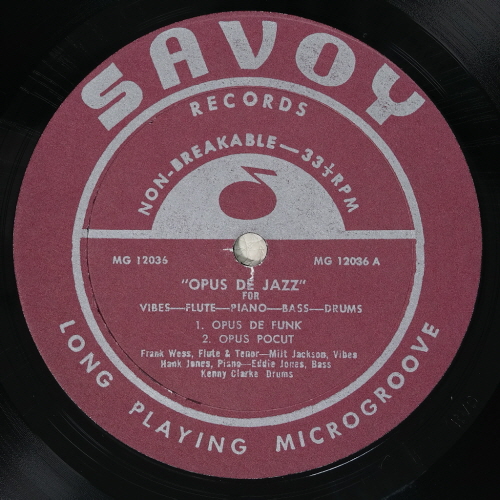 SAVOY
RECORDS
NON-BREAKABLE—33⅓RPM
MG 12036
MG 12036 A
"OPUS DE JAZZ"
FOR
VIBES—FLUTE—PIANO—BASS—DRUMS
1. OPUS DE FUNK
2. OPUS POCUT
Frank Wess, Flute & Tenor—Milt Jackson, Vibes
Hank Jones, Piano—Eddie Jones, Bass
Kenny Clarke Drums
LONG PLAYING MICROGROOVE